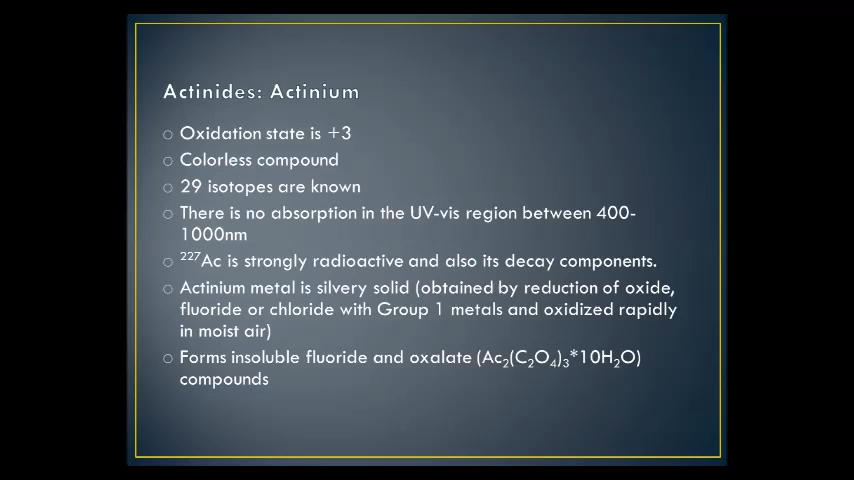 Actinides: Actinium
○ Oxidation state is +3
○ Colorless compound
○ 29 isotopes are known
○ There is no absorption in the UV-vis region between 400-
1000nm
○ ²²⁷Ac is strongly radioactive and also its decay components.
○ Actinium metal is silvery solid (obtained by reduction of oxide,
fluoride or chloride with Group 1 metals and oxidized rapidly
in moist air)
○ Forms insoluble fluoride and oxalate (Ac₂(C₂O₄)₃*10H₂O)
compounds